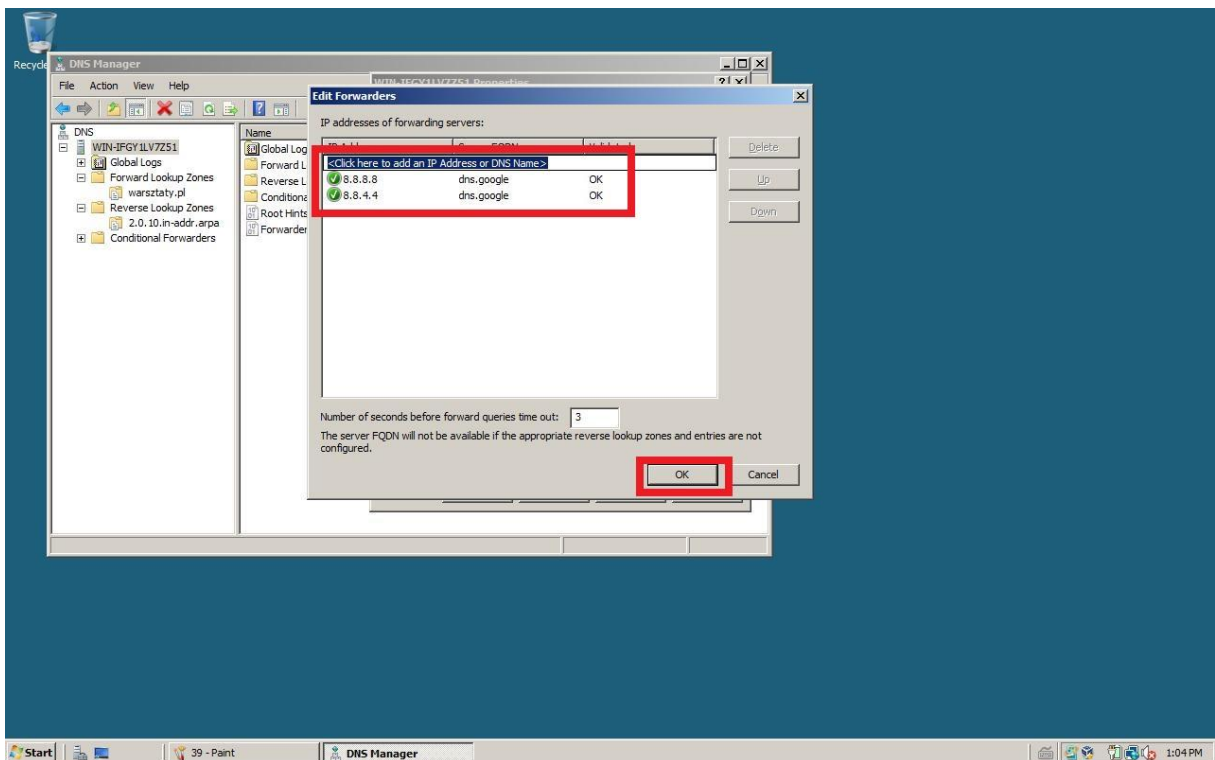 Recycle
DNS Manager
File Action View Help
WIN-IFGY1LV7Z51 Properties
DNS
WIN-IFGY1LV7Z51
Global Logs
Forward Lookup Zones
warsztaty.pl
Reverse Lookup Zones
2.0.10.in-addr.arpa
Conditional Forwarders
Name
Global Log
Forward L
Reverse L
Conditiona
Root Hints
Forwarder
Edit Forwarders
IP addresses of forwarding servers:
<Click here to add an IP Address or DNS Name>
8.8.8.8 dns.google OK
8.8.4.4 dns.google OK
Delete
Up
Down
Number of seconds before forward queries time out: 3
The server FQDN will not be available if the appropriate reverse lookup zones and entries are not
configured.
OK Cancel
Start 39 - Paint DNS Manager 1:04 PM